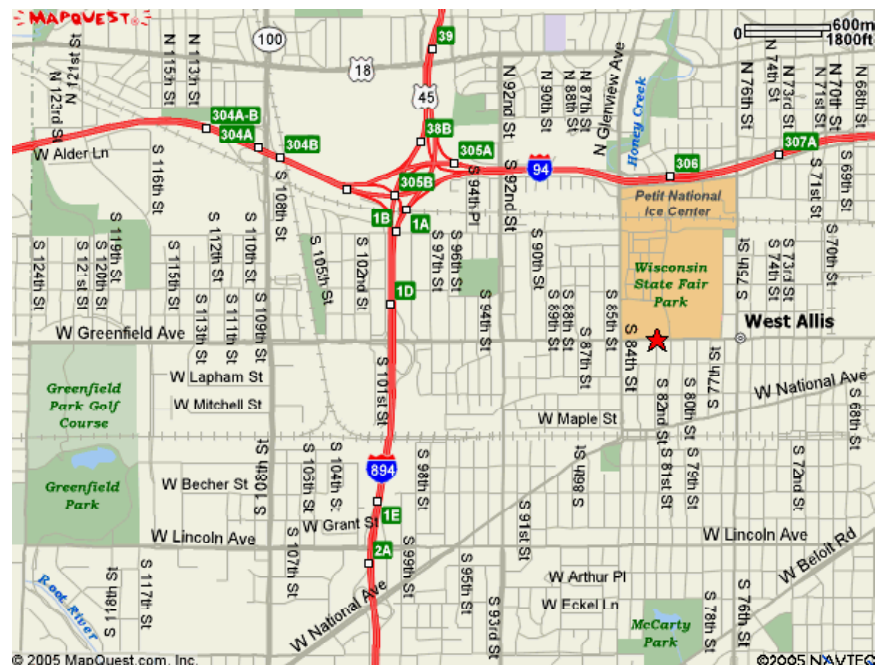 MAPQUEST®
600m
0
1800ft
39
100
18
45
N 121st St
N 123rd St
N 115th St
N 113th St
N 92nd St
N 90th St
N 88th St
N 87th St
N Glenview Ave
Honey Creek
N 76th St
N 74th St
N 73rd St
N 71st St
N 70th St
N 68th St
304A-B
304A
304B
38B
305A
94
306
307A
W Alder Ln
S 116th St
S 108th St
305B
S 94th Pl
S 92nd St
Petit National
Ice Center
S 71st St
S 69th St
1B
1A
S 124th St
S 121st St
S 120th St
S 119th St
S 115th St
S 112th St
S 110th St
S 105th St
S 102nd St
S 97th St
S 96th St
S 90th St
Wisconsin
State Fair
Park
S 75th St
S 74th St
S 73rd St
S 70th St
1D
S 113th St
S 111th St
S 109th St
S 94th St
S 89th St
S 88th St
S 87th St
S 85th St
S 84th St
W Greenfield Ave
West Allis
S 101st St
Greenfield
Park Golf
Course
W Lapham St
W Mitchell St
W Maple St
S 82nd St
S 80th St
S 77th St
W National Ave
S 68th St
894
Greenfield
Park
W Becher St
S 108th St
S 106th St
S 104th St
S 98th St
S 86th St
S 81st St
S 79th St
S 72nd St
W Grant St
1E
S 91st St
W Lincoln Ave
W Lincoln Ave
2A
S 107th St
S 99th St
S 95th St
S 93rd St
W National Ave
W Arthur Pl
W Eckel Ln
W Beloit Rd
Root River
S 118th St
S 117th St
McCarty
Park
S 78th St
S 76th St
© 2005 MapQuest.com, Inc.
©2005 NAVTEQ